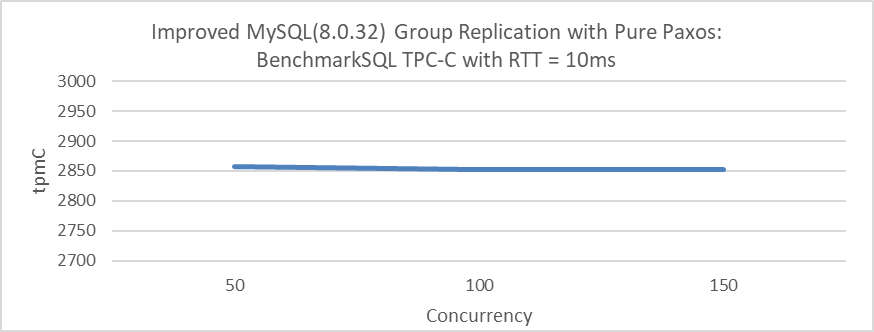 Improved MySQL(8.0.32) Group Replication with Pure Paxos:
BenchmarkSQL TPC-C with RTT = 10ms
3000
2950
2900
2850
2800
2750
2700
tpmC
50 100 150
Concurrency